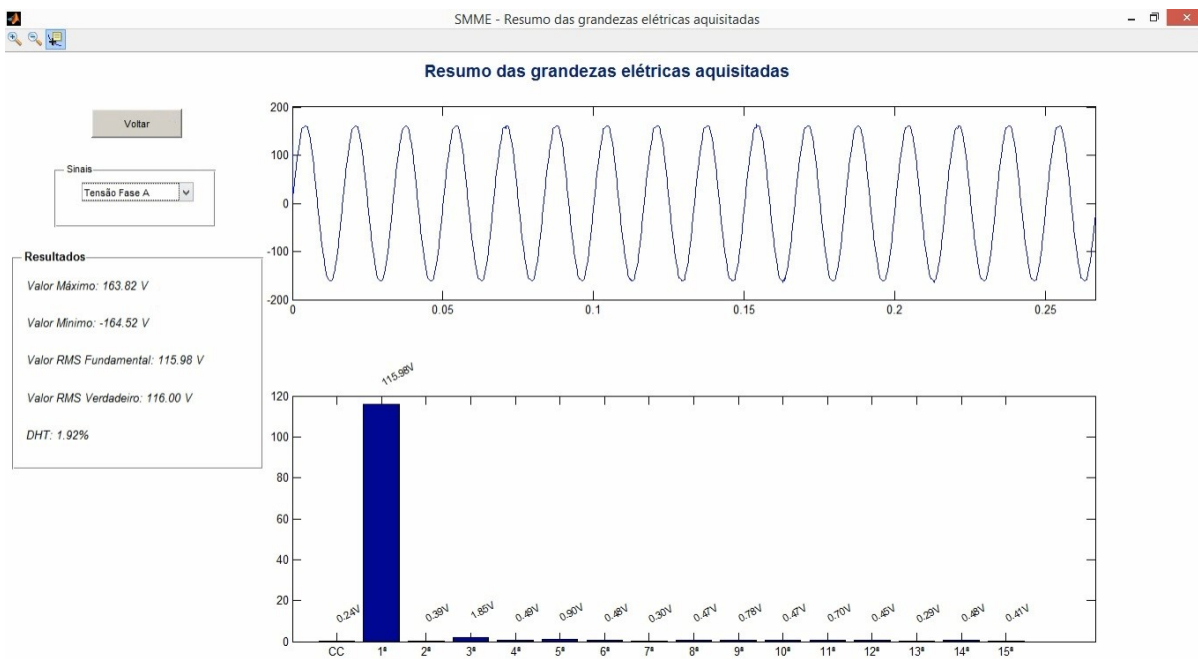 SMME - Resumo das grandezas elétricas aquisitadas
Resumo das grandezas elétricas aquisitadas
Voltar
Sinais
Tensão Fase A
Resultados
Valor Máximo: 163.82 V
Valor Mínimo: -164.52 V
Valor RMS Fundamental: 115.98 V
Valor RMS Verdadeiro: 116.00 V
DHT: 1.92%
200
100
0
-100
-200
0 0.05 0.1 0.15 0.2 0.25
120
100
80
60
40
20
0
0.24V 115.98V 0.39V 1.85V 0.49V 0.90V 0.48V 0.30V 0.47V 0.78V 0.47V 0.70V 0.45V 0.29V 0.48V 0.41V
CC 1ª 2ª 3ª 4ª 5ª 6ª 7ª 8ª 9ª 10ª 11ª 12ª 13ª 14ª 15ª